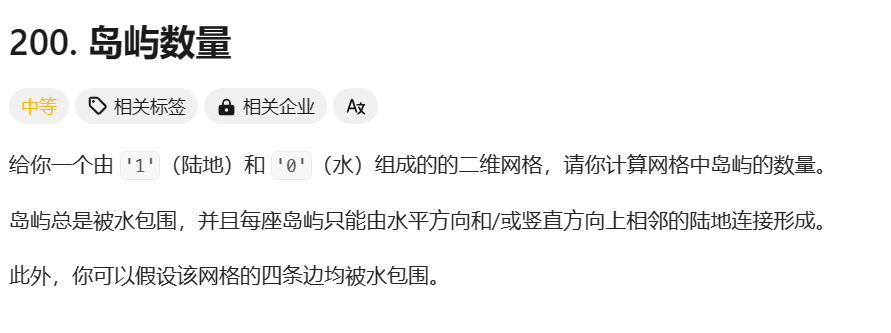 200. 岛屿数量
中等 相关标签 相关企业 Aあ
给你一个由 '1'（陆地）和 '0'（水）组成的的二维网格，请你计算网格中岛屿的数量。
岛屿总是被水包围，并且每座岛屿只能由水平方向和/或竖直方向上相邻的陆地连接形成。
此外，你可以假设该网格的四条边均被水包围。